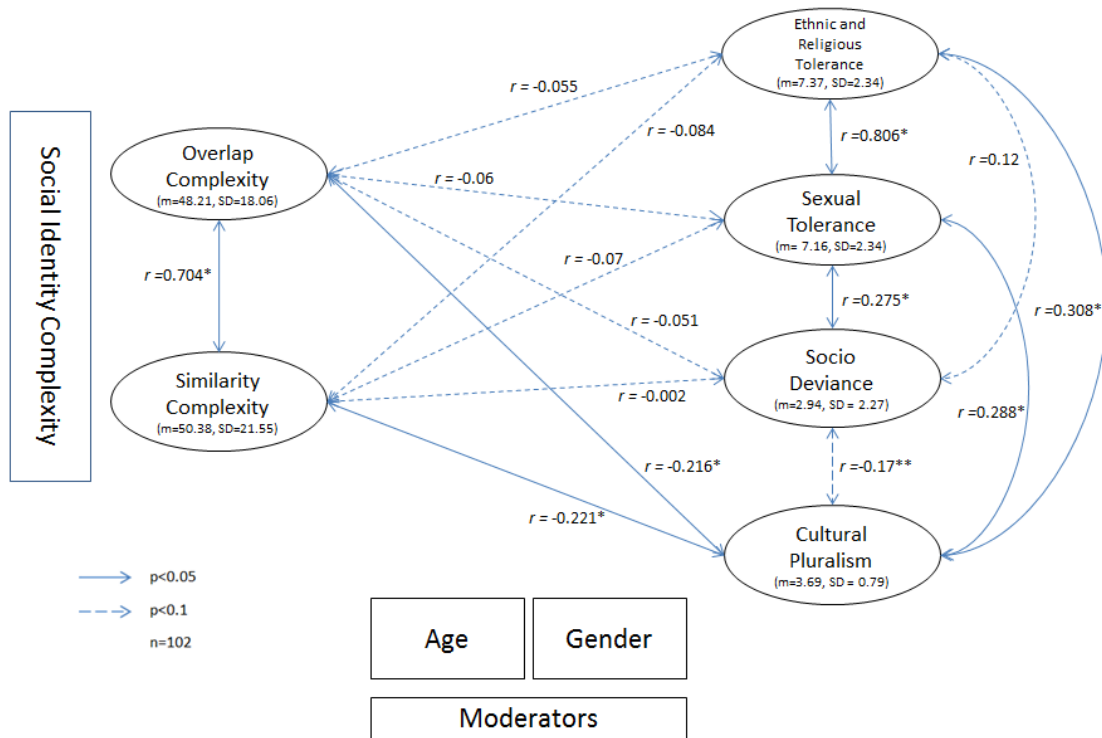 Ethnic and
Religious
Tolerance
(m=7.37, SD=2.34)
r = -0.055
r = -0.084
r =0.806*
r =0.12
Social Identity Complexity
Overlap
Complexity
(m=48.21, SD=18.06)
r = -0.06
Sexual
Tolerance
(m= 7.16, SD=2.34)
r =0.704*
r = -0.07
r =0.275*
r = -0.051
r =0.308*
Similarity
Complexity
(m=50.38, SD=21.55)
r = -0.002
Socio
Deviance
(m=2.94, SD = 2.27)
r =0.288*
r = -0.216*
r =-0.17**
r = -0.221*
Cultural
Pluralism
(m=3.69, SD = 0.79)
p<0.05
p<0.1
n=102
Age
Gender
Moderators